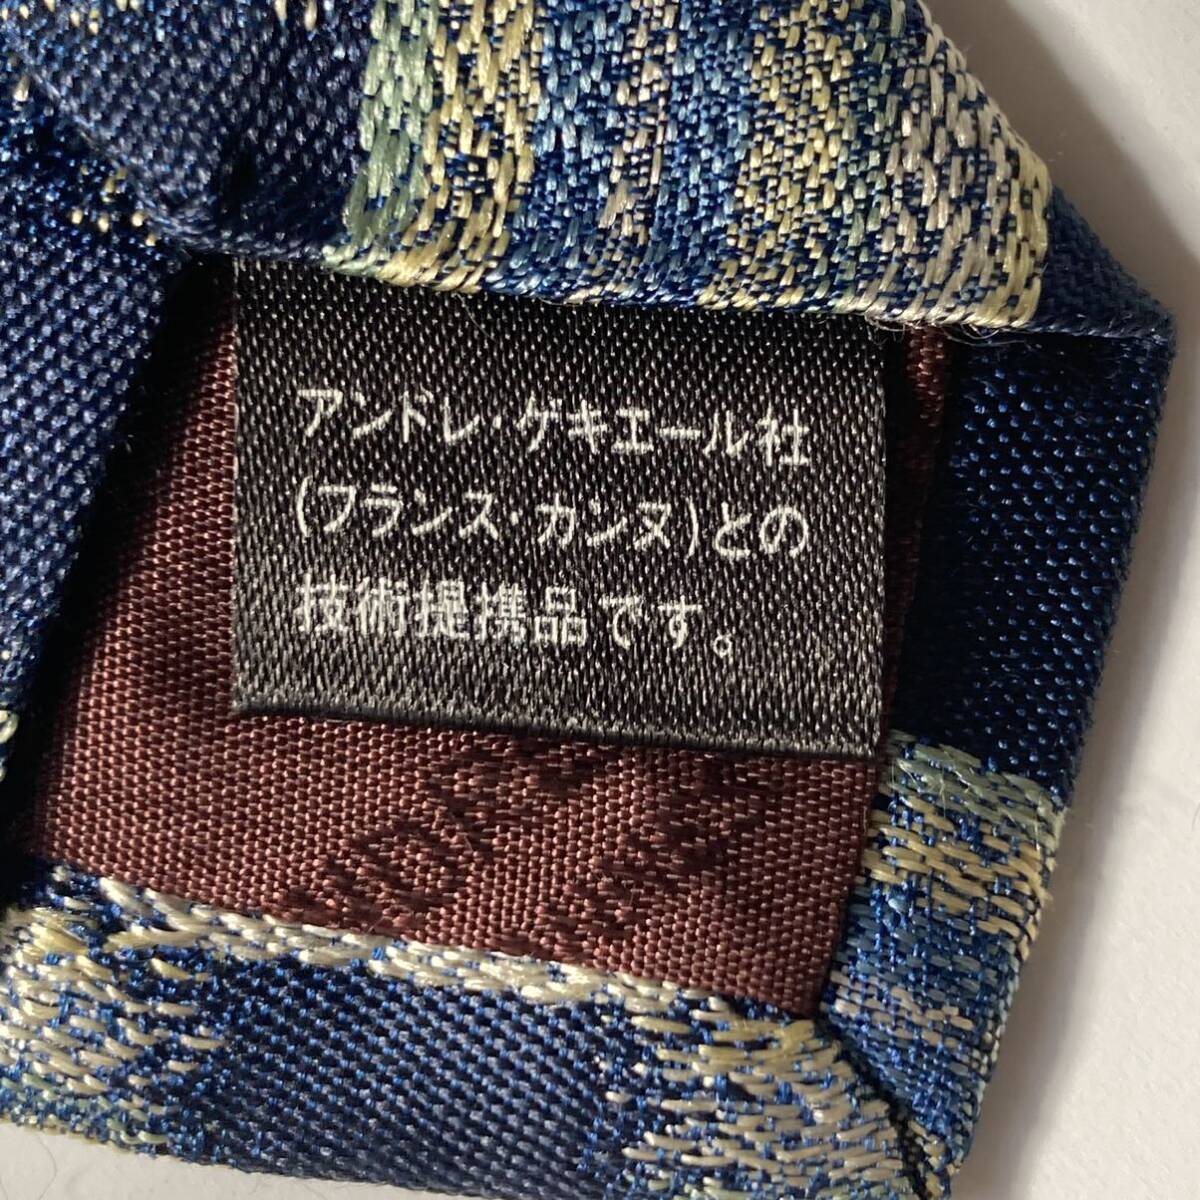 アンドレ・ゲキエール社
(フランス・カンヌ)との
技術提携品です。